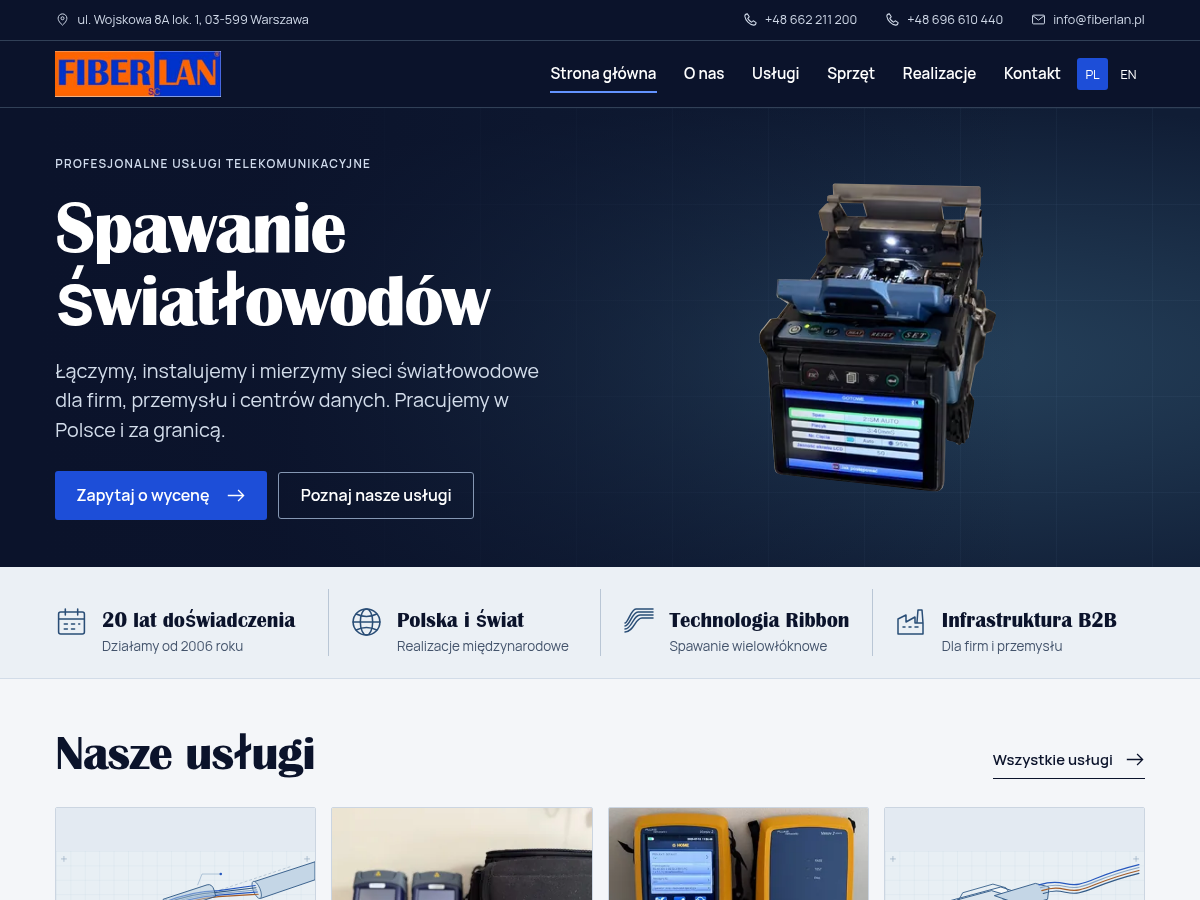 ul. Wojskowa 8A lok. 1, 03-599 Warszawa
+48 662 211 200
+48 696 610 440
info@fiberlan.pl
FIBER LAN
SC
Strona główna
O nas
Usługi
Sprzęt
Realizacje
Kontakt
PL
EN
PROFESJONALNE USŁUGI TELEKOMUNIKACYJNE
Spawanie
światłowodów
Łączymy, instalujemy i mierzymy sieci światłowodowe
dla firm, przemysłu i centrów danych. Pracujemy w
Polsce i za granicą.
Zapytaj o wycenę
Poznaj nasze usługi
RESET
SET
GOTOWE
20 lat doświadczenia
Działamy od 2006 roku
Polska i świat
Realizacje międzynarodowe
Technologia Ribbon
Spawanie wielowłóknowe
Infrastruktura B2B
Dla firm i przemysłu
Nasze usługi
Wszystkie usługi
HOME